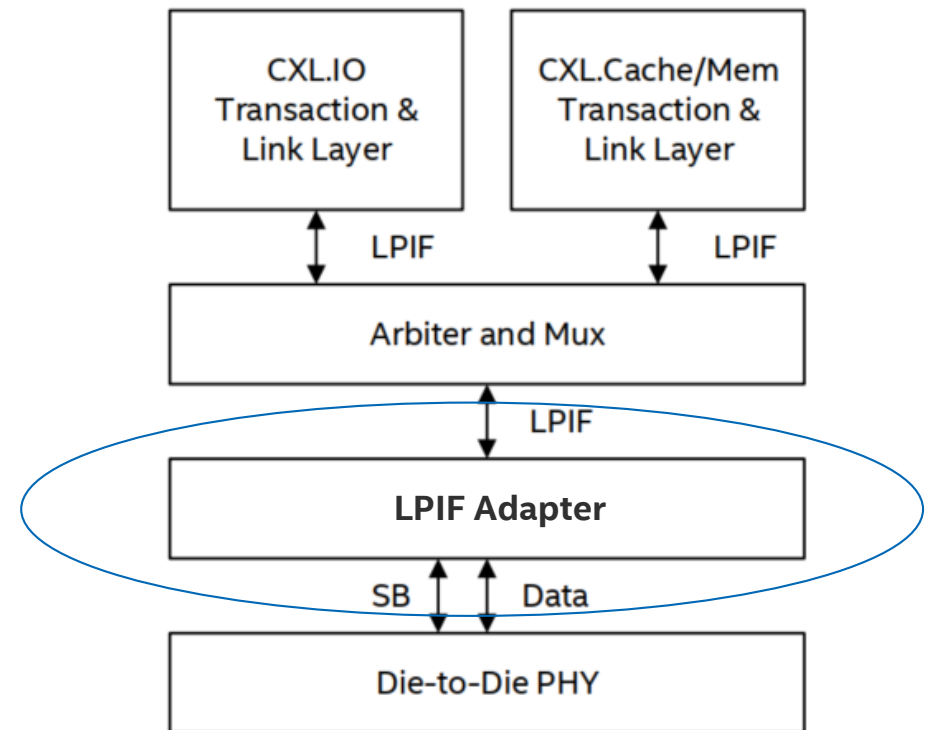 CXL.IO
Transaction &
Link Layer
CXL.Cache/Mem
Transaction &
Link Layer
LPIF
LPIF
Arbiter and Mux
LPIF
LPIF Adapter
SB
Data
Die-to-Die PHY